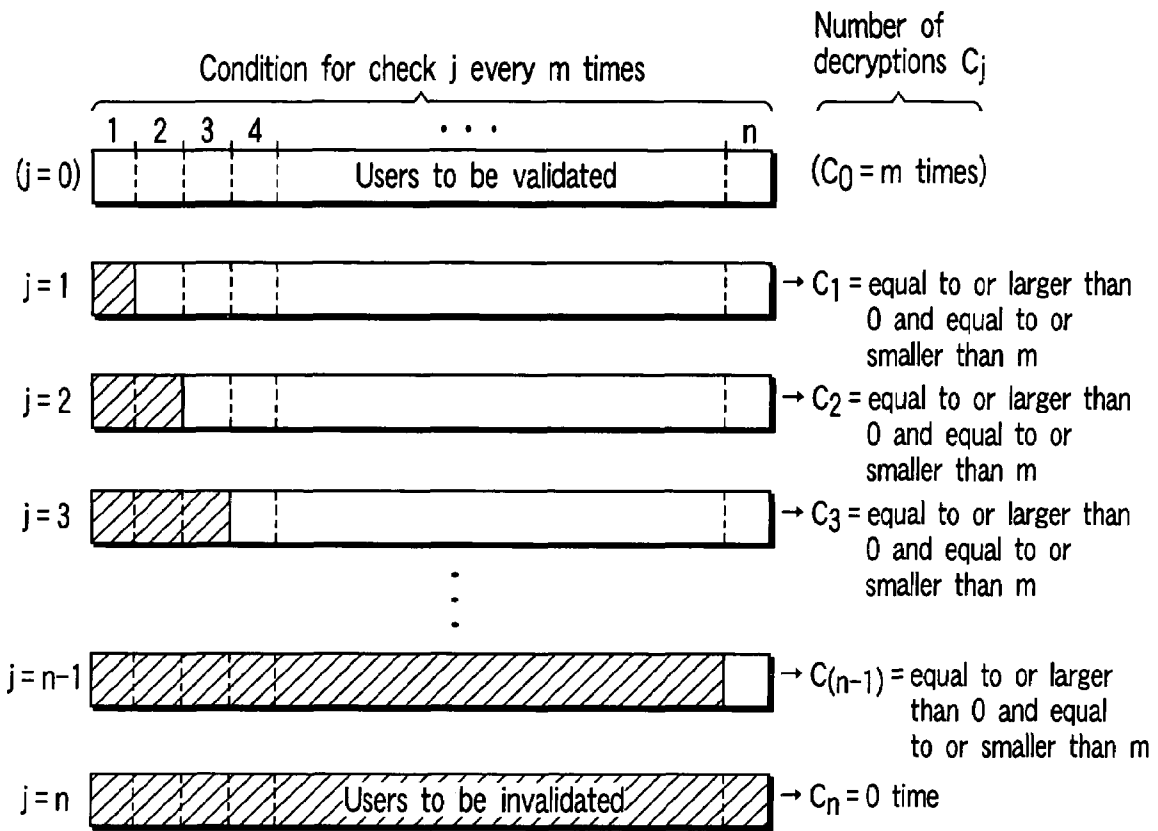 Number of
decryptions Cj
Condition for check j every m times
1 2 3 4 • • • n
(j=0) Users to be validated (C0 = m times)
j=1 → C1 = equal to or larger than
0 and equal to or
smaller than m
j=2 → C2 = equal to or larger than
0 and equal to or
smaller than m
j=3 → C3 = equal to or larger than
0 and equal to or
smaller than m
j=n-1 → C(n-1) = equal to or larger
than 0 and equal
to or smaller than m
j=n Users to be invalidated → Cn=0 time